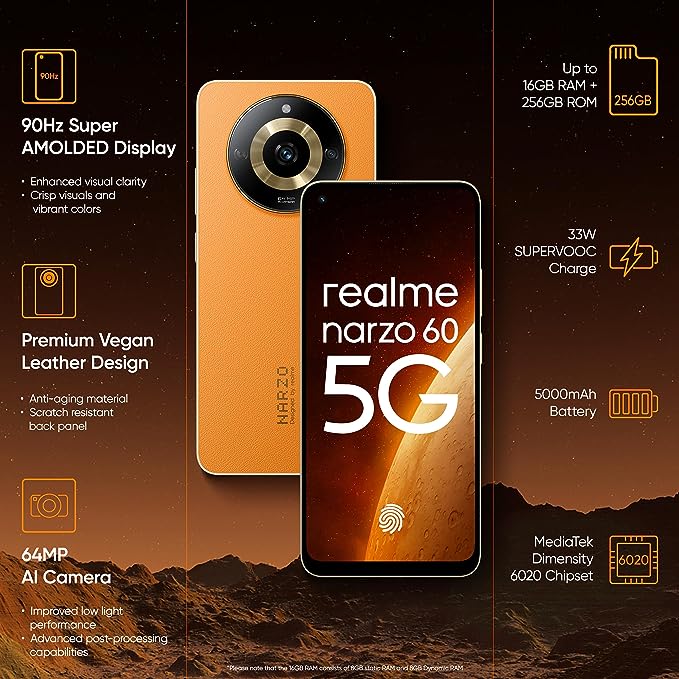 90Hz
90Hz Super
AMOLDED Display
• Enhanced visual clarity
• Crisp visuals and
vibrant colors
Premium Vegan
Leather Design
• Anti-aging material
• Scratch resistant
back panel
64MP
AI Camera
• Improved low light
performance
• Advanced post-processing
capabilities
NARZO
Designed by realme
realme
narzo 60
5G
Up to
16GB RAM +
256GB ROM
256GB
33W
SUPERVOOC
Charge
5000mAh
Battery
MediaTek
Dimensity
6020 Chipset
6020
*Please note that the 16GB RAM consists of 8GB static RAM and 8GB Dynamic RAM